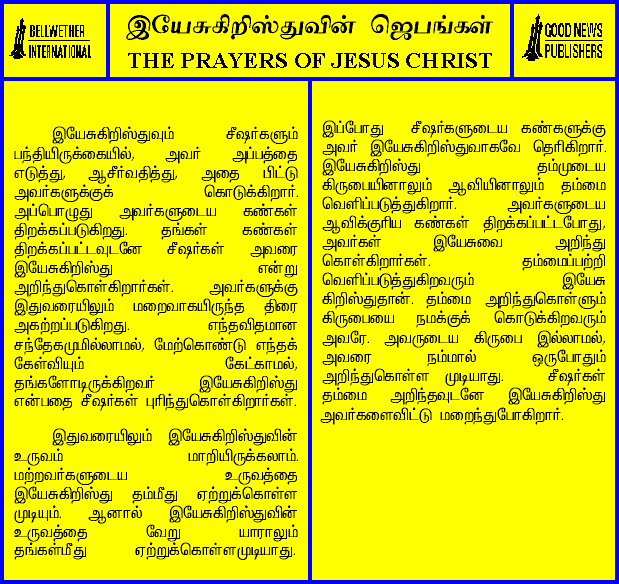 BELLWETHER
INTERNATIONAL
இயேசுகிறிஸ்துவின் ஜெபங்கள்
THE PRAYERS OF JESUS CHRIST
GOOD NEWS
PUBLISHERS
இயேசுகிறிஸ்துவும் சீஷர்களும்
பந்தியிருக்கையில், அவர் அப்பத்தை
எடுத்து, ஆசீர்வதித்து, அதை பிட்டு
அவர்களுக்குக் கொடுக்கிறார்.
அப்பொழுது அவர்களுடைய கண்கள்
திறக்கப்படுகிறது. தங்கள் கண்கள்
திறக்கப்பட்டவுடனே சீஷர்கள் அவரை
இயேசுகிறிஸ்து என்று
அறிந்துகொள்கிறார்கள். அவர்களுக்கு
இதுவரையிலும் மறைவாகயிருந்த திரை
அகற்றப்படுகிறது. எந்தவிதமான
சந்தேகமுமில்லாமல், மேற்கொண்டு எந்தக்
கேள்வியும் கேட்காமல்,
தங்களோடிருக்கிறவர் இயேசுகிறிஸ்து
என்பதை சீஷர்கள் புரிந்துகொள்கிறார்கள்.
இதுவரையிலும் இயேசுகிறிஸ்துவின்
உருவம் மாறியிருக்கலாம்.
மற்றவர்களுடைய உருவத்தை
இயேசுகிறிஸ்து தம்மீது ஏற்றுக்கொள்ள
முடியும். ஆனால் இயேசுகிறிஸ்துவின்
உருவத்தை வேறு யாராலும்
தங்கள்மீது ஏற்றுக்கொள்ளமுடியாது.
இப்போது சீஷர்களுடைய கண்களுக்கு
அவர் இயேசுகிறிஸ்துவாகவே தெரிகிறார்.
இயேசுகிறிஸ்து தம்முடைய
கிருபையினாலும் ஆவியினாலும் தம்மை
வெளிப்படுத்துகிறார். அவர்களுடைய
ஆவிக்குரிய கண்கள் திறக்கப்பட்டபோது,
அவர்கள் இயேசுவை அறிந்து
கொள்கிறார்கள். தம்மைப்பற்றி
வெளிப்படுத்துகிறவரும் இயேசு
கிறிஸ்துதான். தம்மை அறிந்துகொள்ளும்
கிருபையை நமக்குக் கொடுக்கிறவரும்
அவரே. அவருடைய கிருபை இல்லாமல்,
அவரை நம்மால் ஒருபோதும்
அறிந்துகொள்ள முடியாது. சீஷர்கள்
தம்மை அறிந்தவுடனே இயேசுகிறிஸ்து
அவர்களைவிட்டு மறைந்துபோகிறார்.